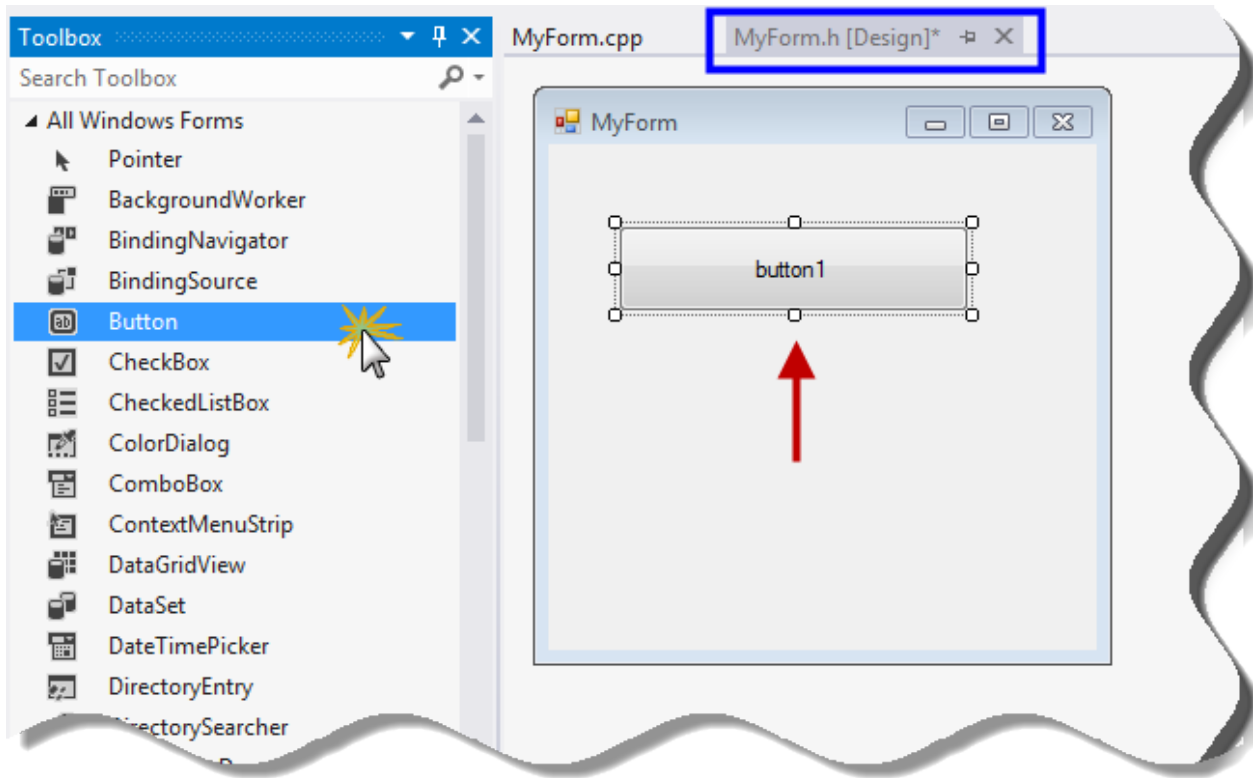 Toolbox
Search Toolbox
All Windows Forms
Pointer
BackgroundWorker
BindingNavigator
BindingSource
Button
CheckBox
CheckedListBox
ColorDialog
ComboBox
ContextMenuStrip
DataGridView
DataSet
DateTimePicker
DirectoryEntry
rectorySearcher
MyForm.cpp
MyForm.h [Design]*
MyForm
button1